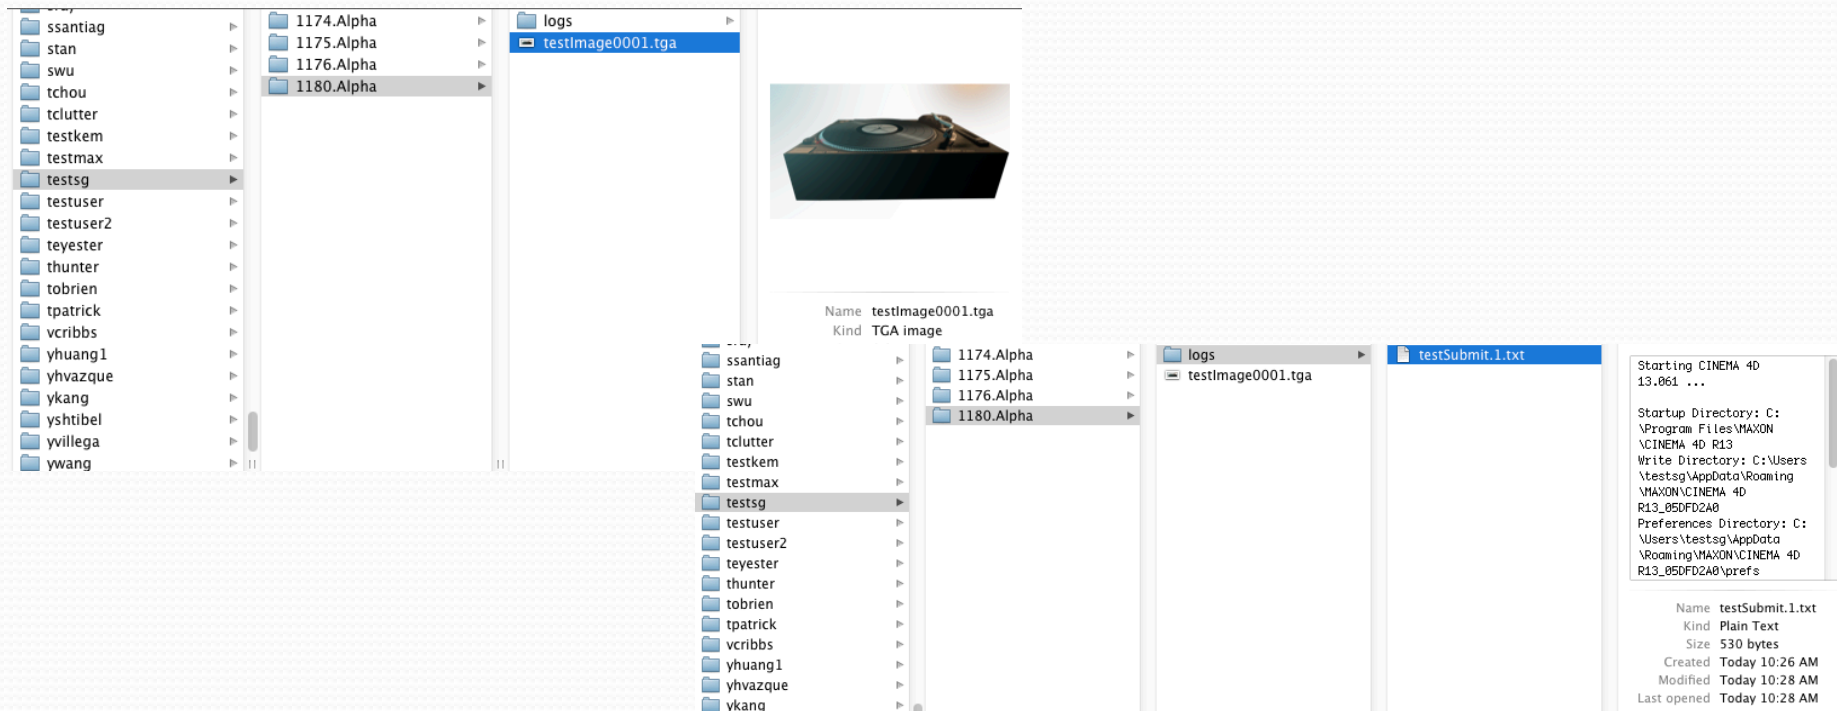 ssantiag
stan
swu
tchou
tclutter
testkem
testmax
testsg
testuser
testuser2
teyester
thunter
tobrien
tpatrick
vcribbs
yhuang1
yhvazque
ykang
yshtibel
yvillega
ywang
1174.Alpha
1175.Alpha
1176.Alpha
1180.Alpha
logs
testImage0001.tga
Name testImage0001.tga
Kind TGA image
ssantiag
stan
swu
tchou
tclutter
testkem
testmax
testsg
testuser
testuser2
teyester
thunter
tobrien
tpatrick
vcribbs
yhuang1
yhvazque
ykang
1174.Alpha
1175.Alpha
1176.Alpha
1180.Alpha
logs
testImage0001.tga
testSubmit.1.txt
Starting CINEMA 4D
13.061 ...
Startup Directory: C:
\Program Files\MAXON
\CINEMA 4D R13
Write Directory: C:\Users
\testsg\AppData\Roaming
\MAXON\CINEMA 4D
R13_05DFD2A0
Preferences Directory: C:
\Users\testsg\AppData
\Roaming\MAXON\CINEMA 4D
R13_05DFD2A0\prefs
Name testSubmit.1.txt
Kind Plain Text
Size 530 bytes
Created Today 10:26 AM
Modified Today 10:28 AM
Last opened Today 10:28 AM